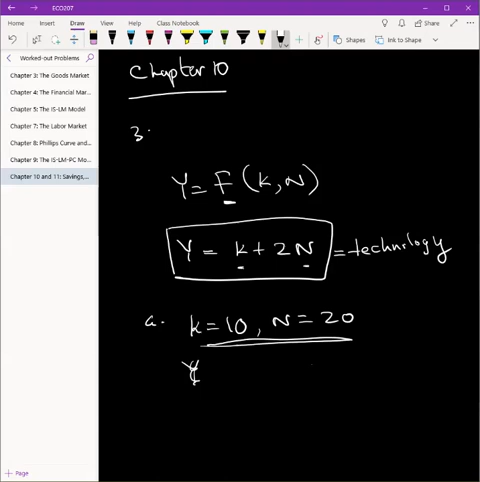 ECO207
File Home Insert Draw View Help Class Notebook Share
Shapes Ink to Shape
Worked-out Problems
Chapter 3: The Goods Market
Chapter 4: The Financial Mar...
Chapter 5: The IS-LM Model
Chapter 7: The Labor Market
Chapter 8: Phillips Curve and...
Chapter 9: The IS-LM-PC Mo...
Chapter 10 and 11: Savings,...
+ Page
Chapter 10
3.
Y = F (K, N)
Y = K + 2N = technology
a. K = 10, N = 20
Y